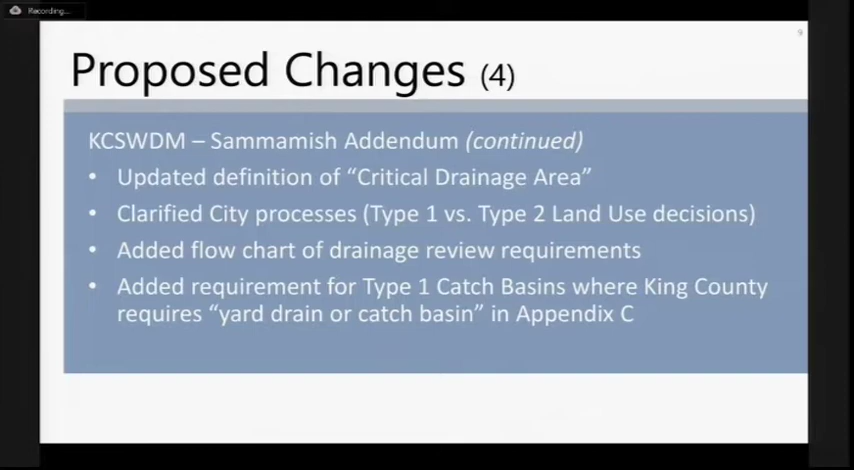 Recording...
9
Proposed Changes (4)
KCSWDM – Sammamish Addendum (continued)
• Updated definition of “Critical Drainage Area”
• Clarified City processes (Type 1 vs. Type 2 Land Use decisions)
• Added flow chart of drainage review requirements
• Added requirement for Type 1 Catch Basins where King County
requires “yard drain or catch basin” in Appendix C